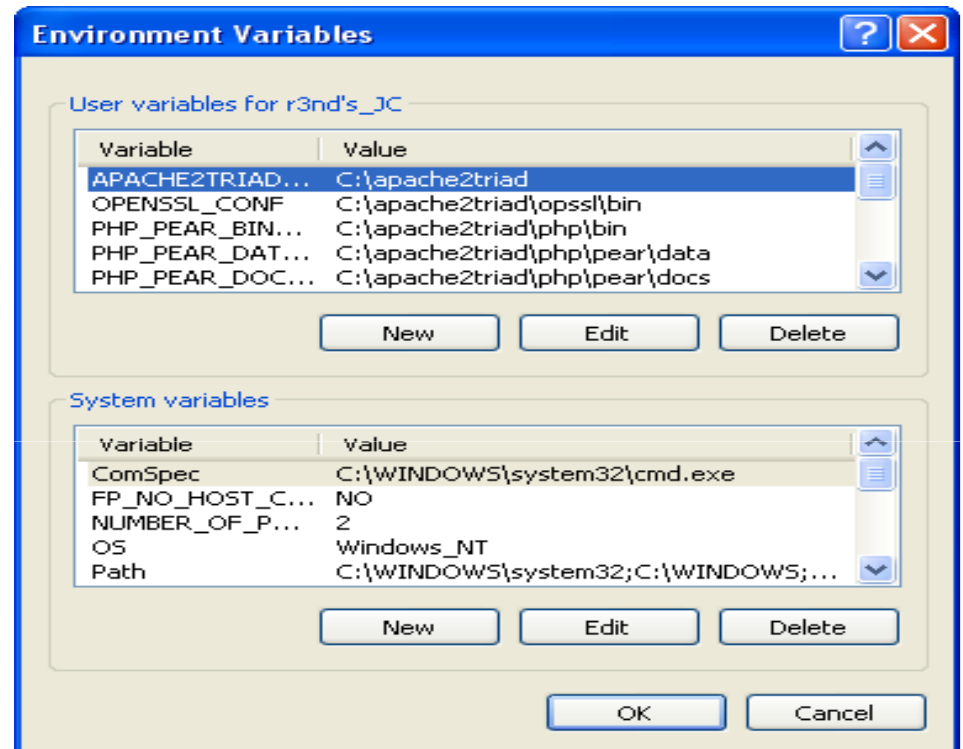 Environment Variables
User variables for r3nd's_JC
Variable Value
APACHE2TRIAD... C:\apache2triad
OPENSSL_CONF C:\apache2triad\opssl\bin
PHP_PEAR_BIN... C:\apache2triad\php\bin
PHP_PEAR_DAT... C:\apache2triad\php\pear\data
PHP_PEAR_DOC... C:\apache2triad\php\pear\docs
New Edit Delete
System variables
Variable Value
ComSpec C:\WINDOWS\system32\cmd.exe
FP_NO_HOST_C... NO
NUMBER_OF_P... 2
OS Windows_NT
Path C:\WINDOWS\system32;C:\WINDOWS;...
New Edit Delete
OK Cancel